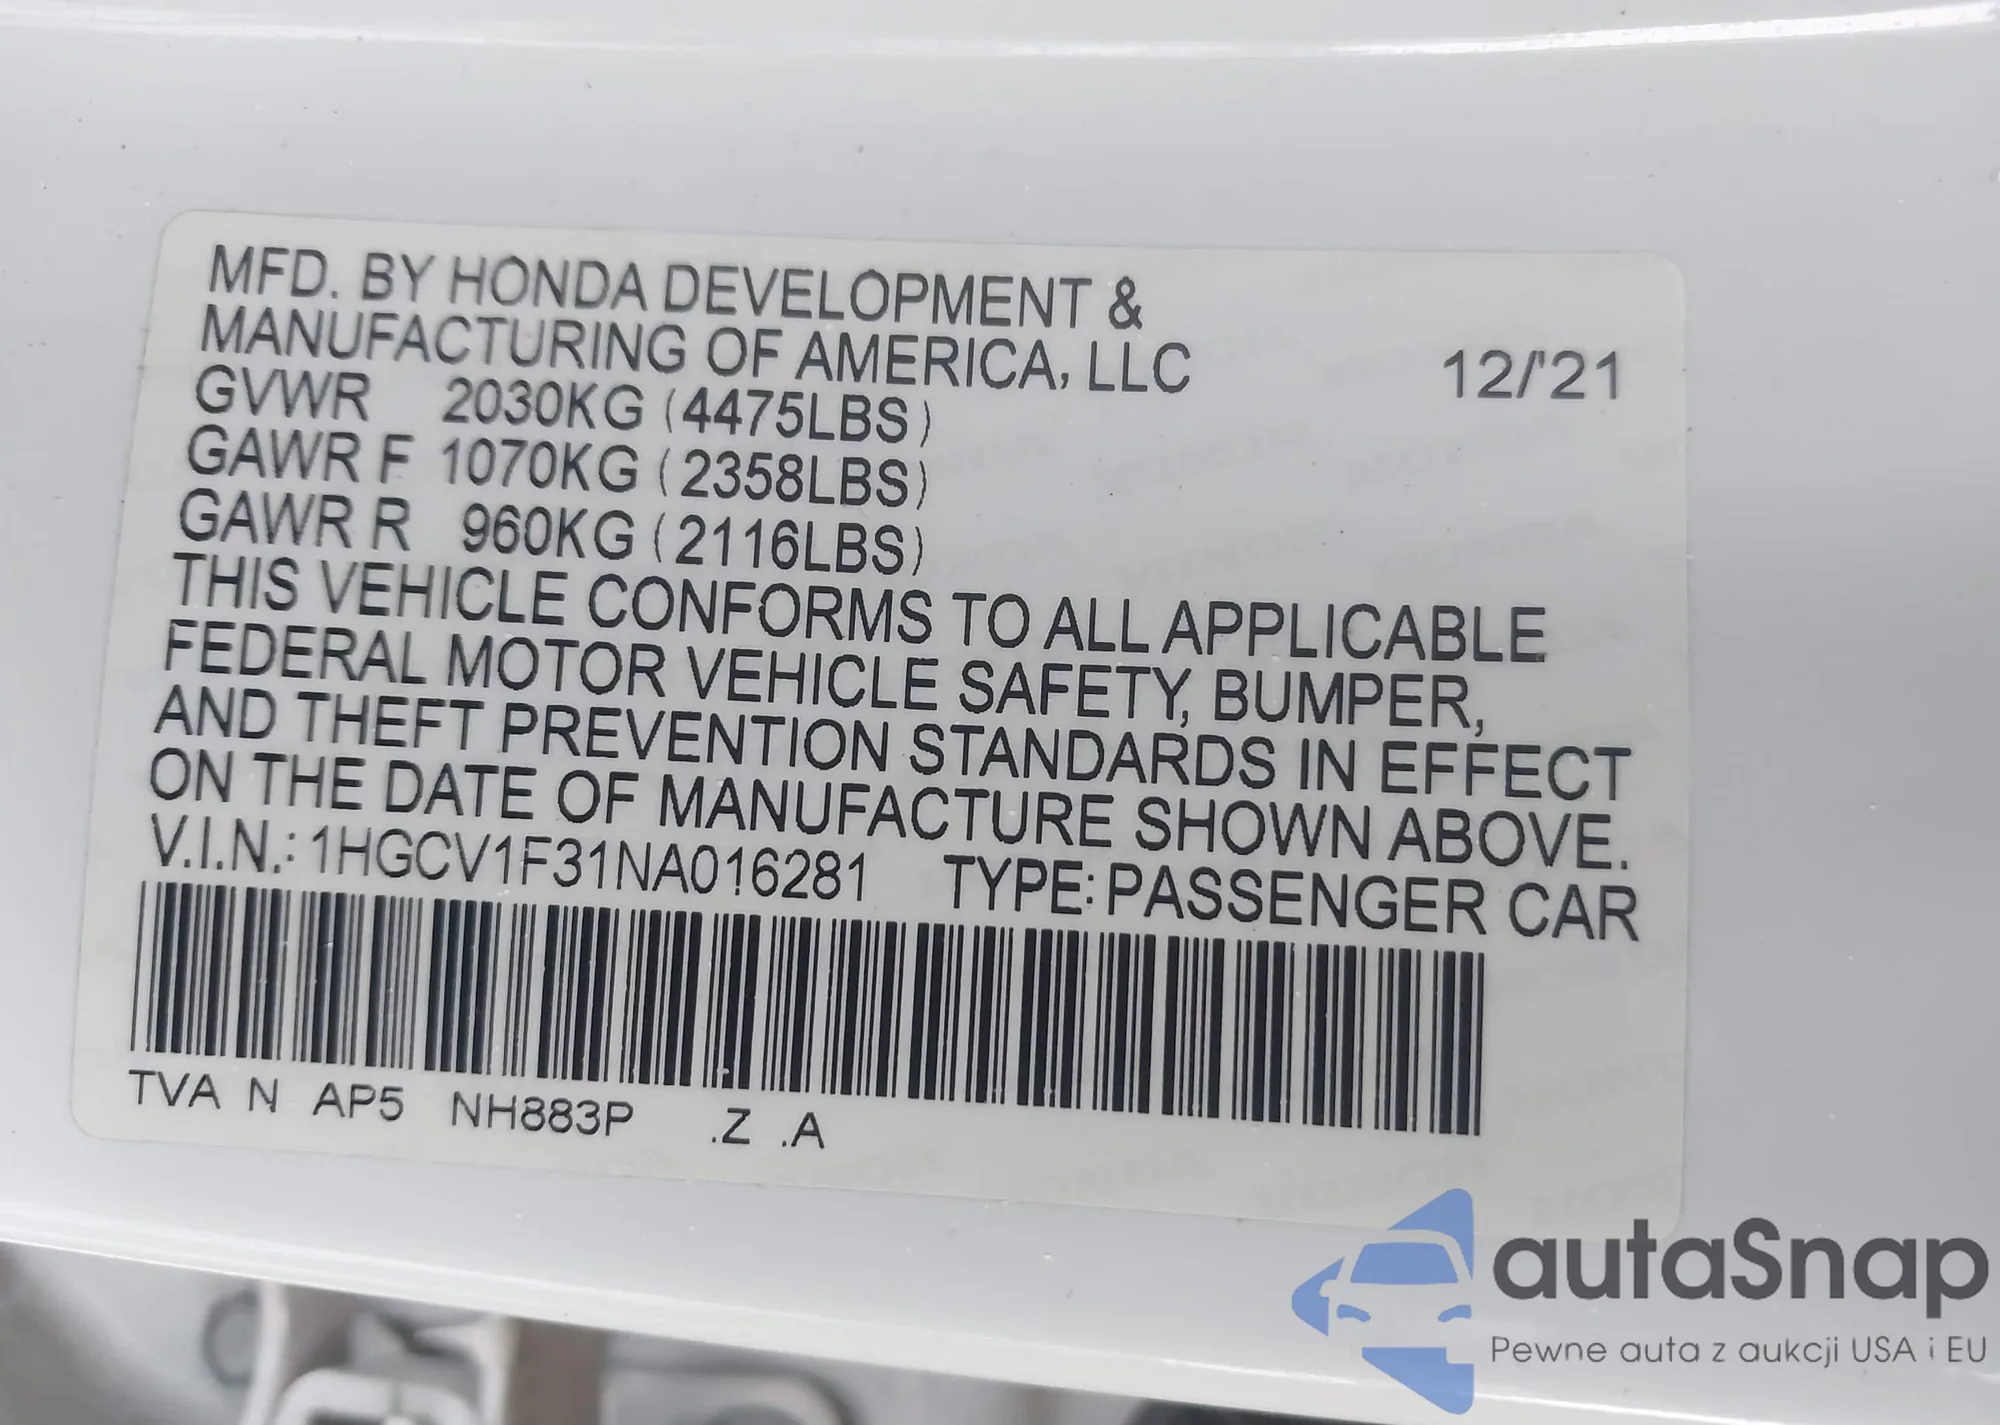 MFD. BY HONDA DEVELOPMENT &
MANUFACTURING OF AMERICA, LLC 12/'21
GVWR 2030KG (4475LBS)
GAWR F 1070KG (2358LBS)
GAWR R 960KG (2116LBS)
THIS VEHICLE CONFORMS TO ALL APPLICABLE
FEDERAL MOTOR VEHICLE SAFETY, BUMPER,
AND THEFT PREVENTION STANDARDS IN EFFECT
ON THE DATE OF MANUFACTURE SHOWN ABOVE.
V.I.N.: 1HGCV1F31NA016281 TYPE: PASSENGER CAR
TVA N AP5 NH883P .Z .A
autaSnap
Pewne auta z aukcji USA i EU